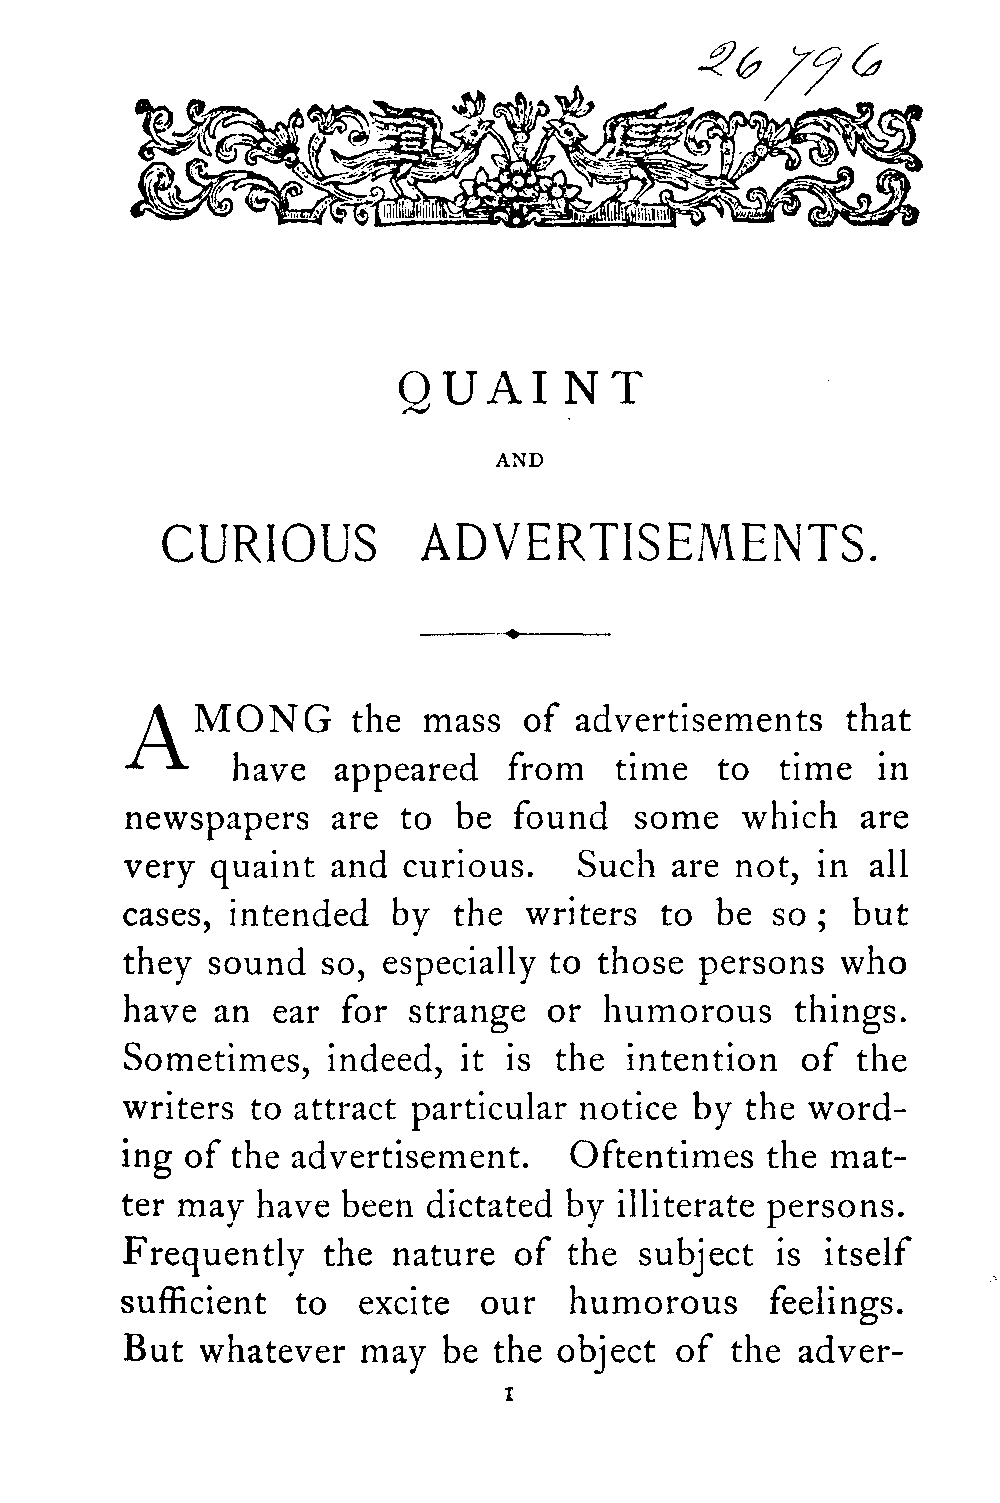 26796
QUAINT
AND
CURIOUS ADVERTISEMENTS.
AMONG the mass of advertisements that
have appeared from time to time in
newspapers are to be found some which are
very quaint and curious. Such are not, in all
cases, intended by the writers to be so ; but
they sound so, especially to those persons who
have an ear for strange or humorous things.
Sometimes, indeed, it is the intention of the
writers to attract particular notice by the word-
ing of the advertisement. Oftentimes the mat-
ter may have been dictated by illiterate persons.
Frequently the nature of the subject is itself
sufficient to excite our humorous feelings.
But whatever may be the object of the adver-
1